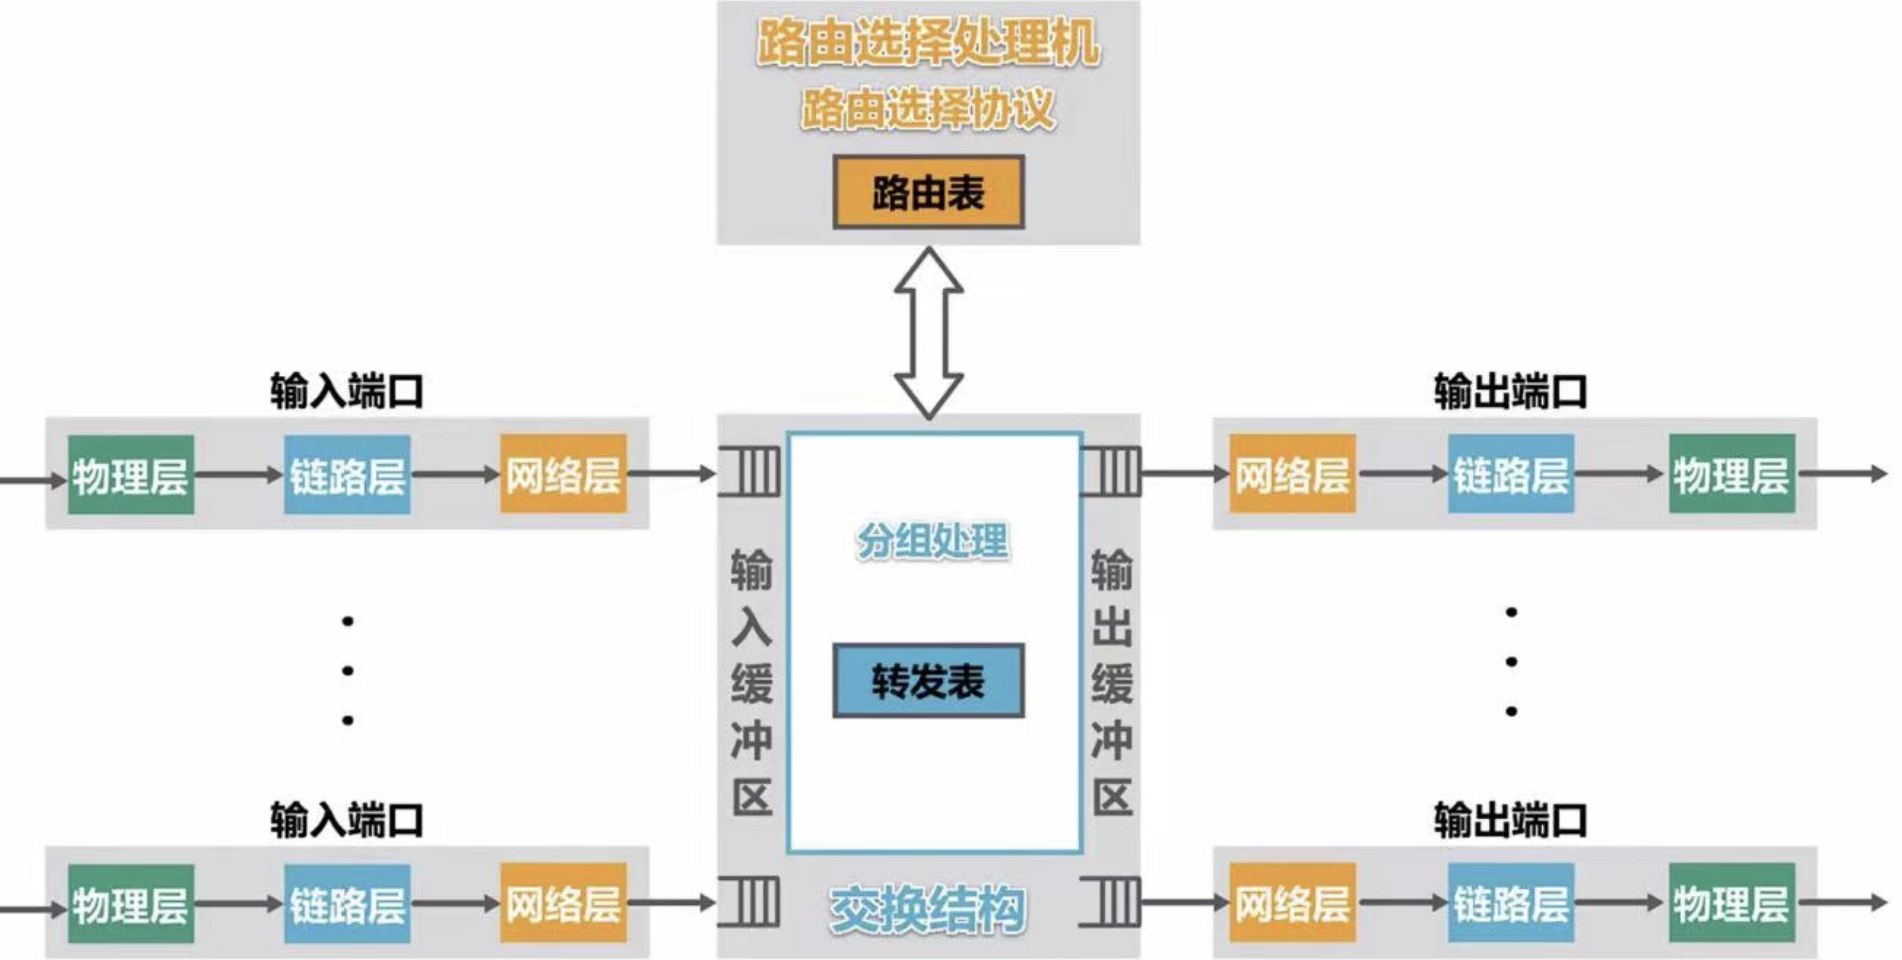 路由选择处理机
路由选择协议
路由表
输入端口
输出端口
物理层
链路层
网络层
网络层
链路层
物理层
分组处理
输入缓冲区
输出缓冲区
转发表
输入端口
输出端口
物理层
链路层
网络层
交换结构
网络层
链路层
物理层